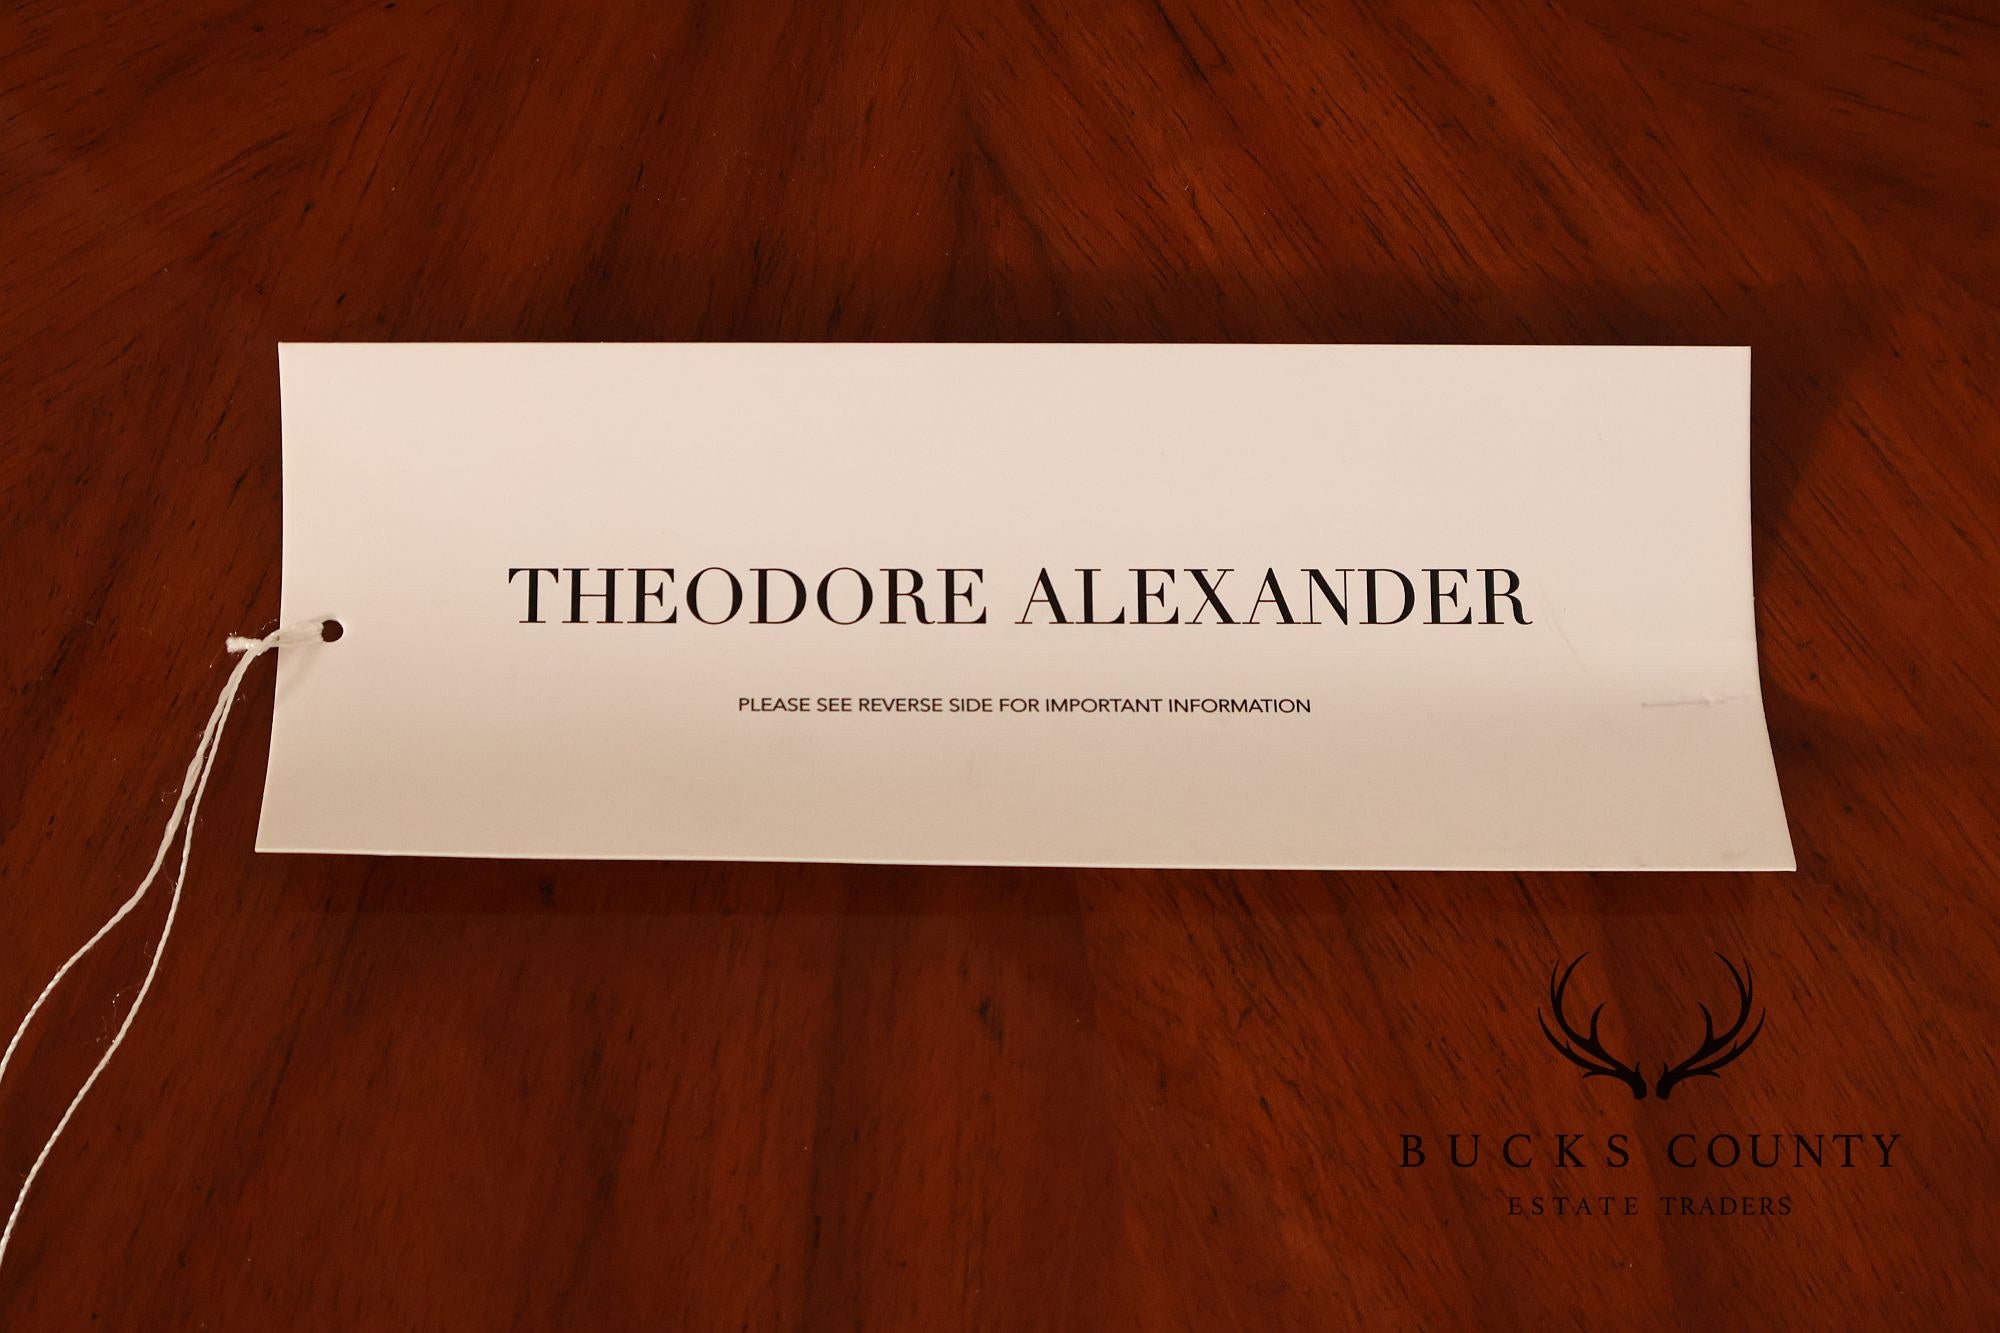 THEODORE ALEXANDER
PLEASE SEE REVERSE SIDE FOR IMPORTANT INFORMATION
BUCKS COUNTY
ESTATE TRADERS